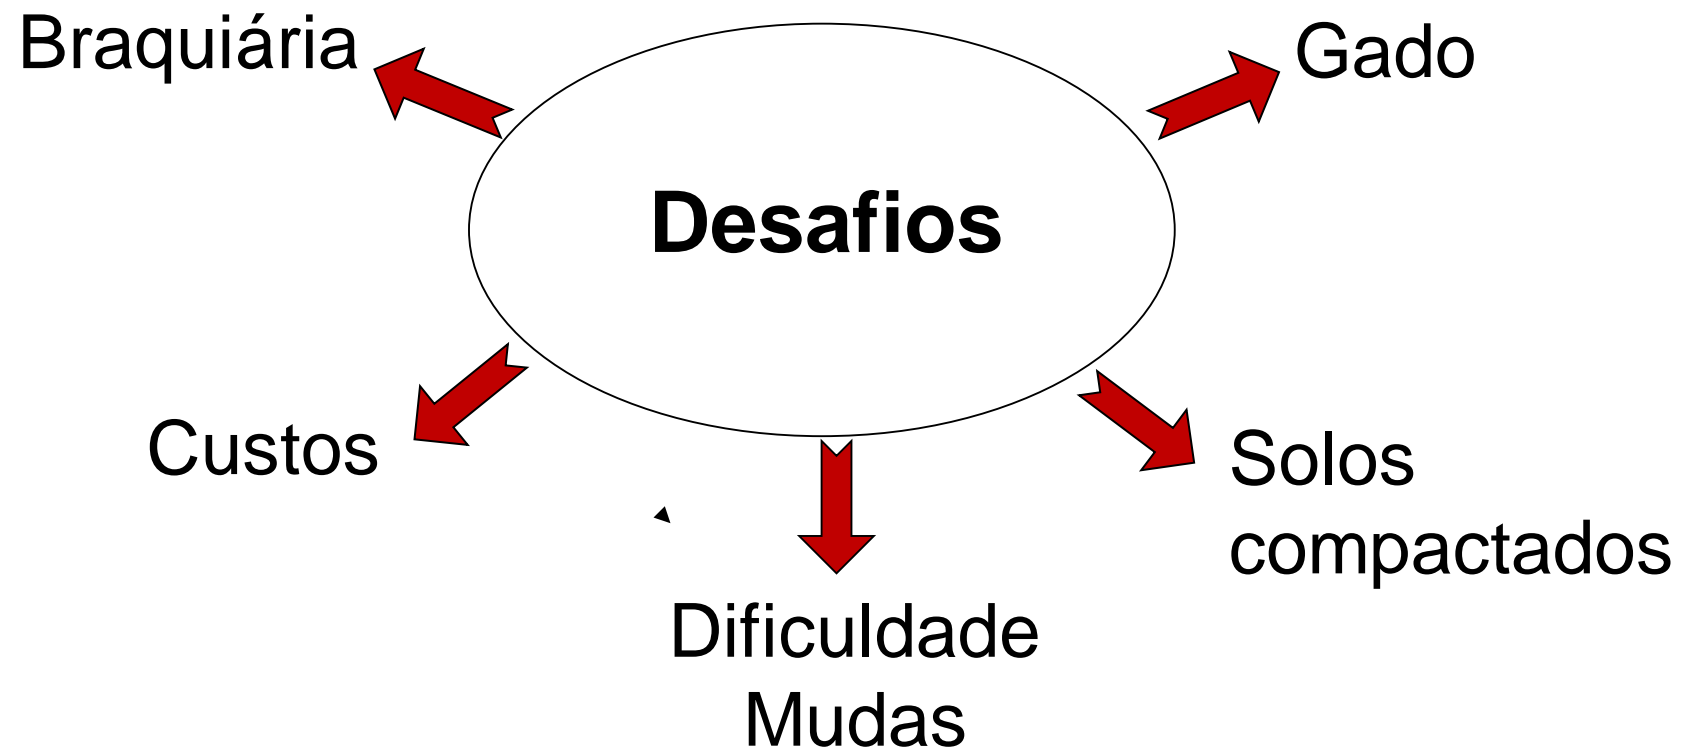 Braquiária
Gado
Desafios
Custos
Solos
compactados
Dificuldade
Mudas